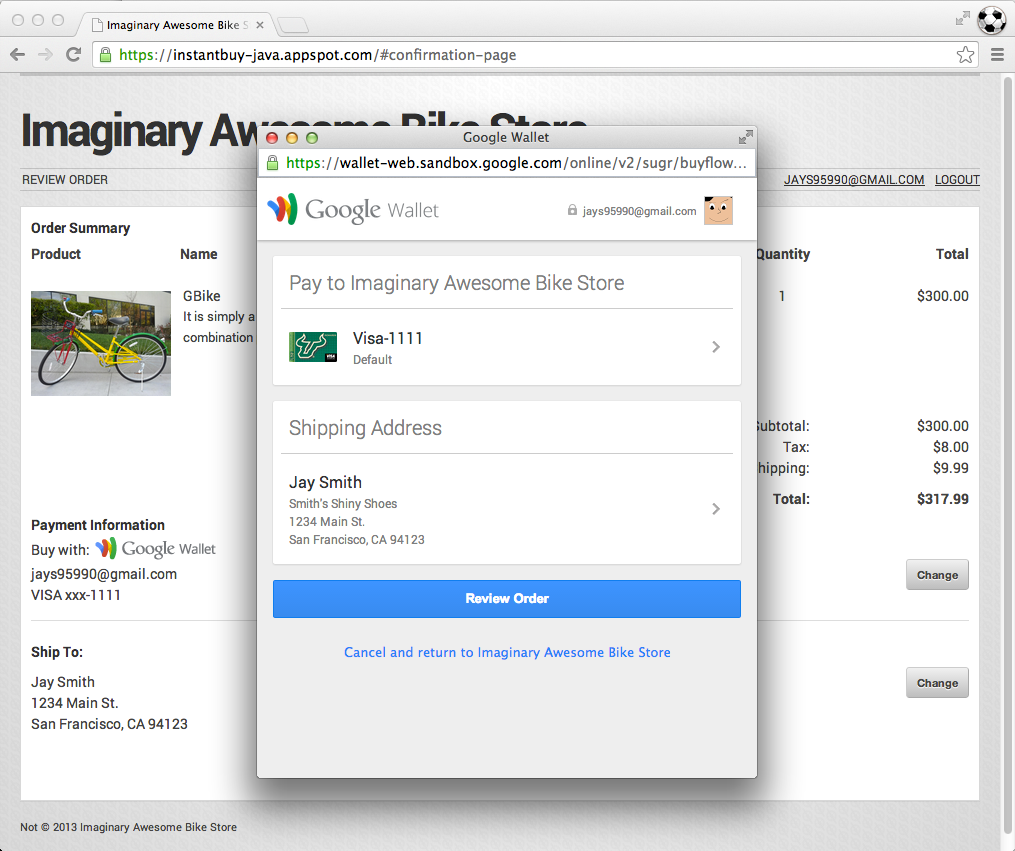 Imaginary Awesome Bike S
https://instantbuy-java.appspot.com/#confirmation-page
Imaginary Awesome Bike Store
REVIEW ORDER
JAYS95990@GMAIL.COM LOGOUT
Order Summary
Product Name Quantity Total
GBike 1 $300.00
It is simply a
combination
Subtotal: $300.00
Tax: $8.00
hipping: $9.99
Total: $317.99
Payment Information
Buy with: Google Wallet
jays95990@gmail.com
VISA xxx-1111
Change
Ship To:
Jay Smith
1234 Main St.
San Francisco, CA 94123
Change
Not © 2013 Imaginary Awesome Bike Store
Google Wallet
https://wallet-web.sandbox.google.com/online/v2/sugr/buyflow...
Google Wallet
jays95990@gmail.com
Pay to Imaginary Awesome Bike Store
VISA
Visa-1111
Default
Shipping Address
Jay Smith
Smith's Shiny Shoes
1234 Main St.
San Francisco, CA 94123
Review Order
Cancel and return to Imaginary Awesome Bike Store